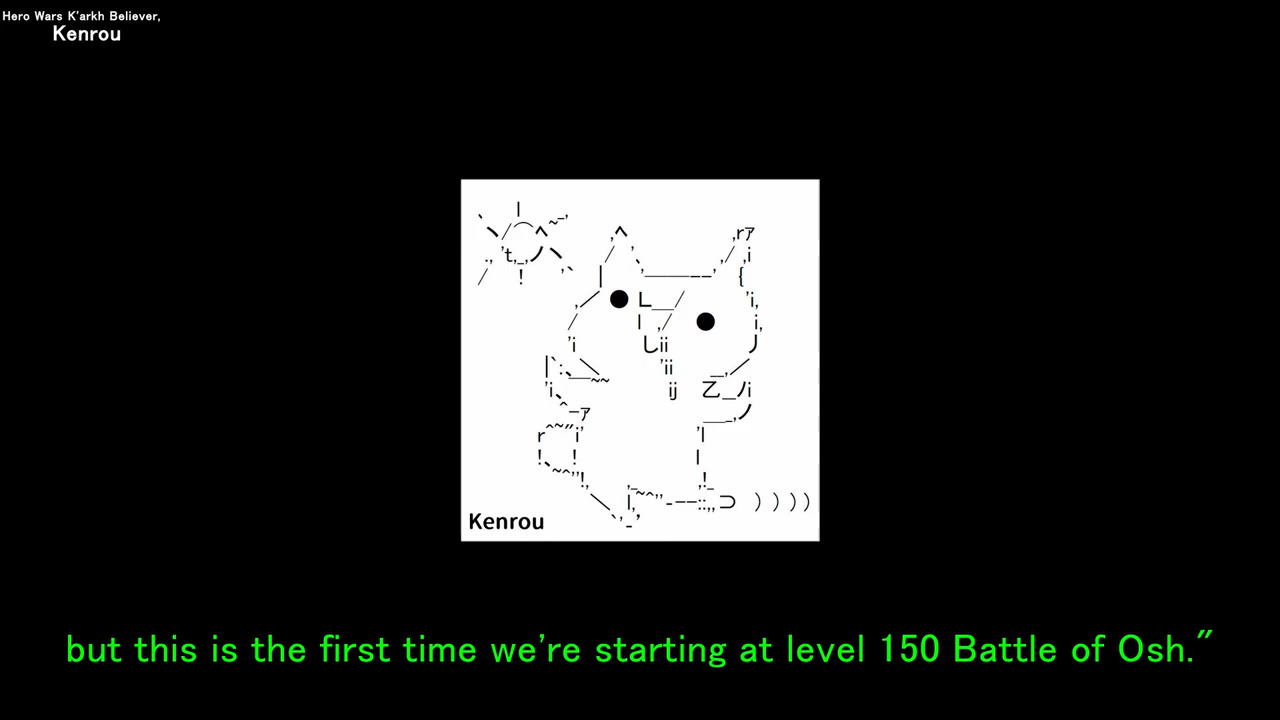 Hero Wars K'arkh Believer,
Kenrou
Kenrou
but this is the first time we're starting at level 150 Battle of Osh."